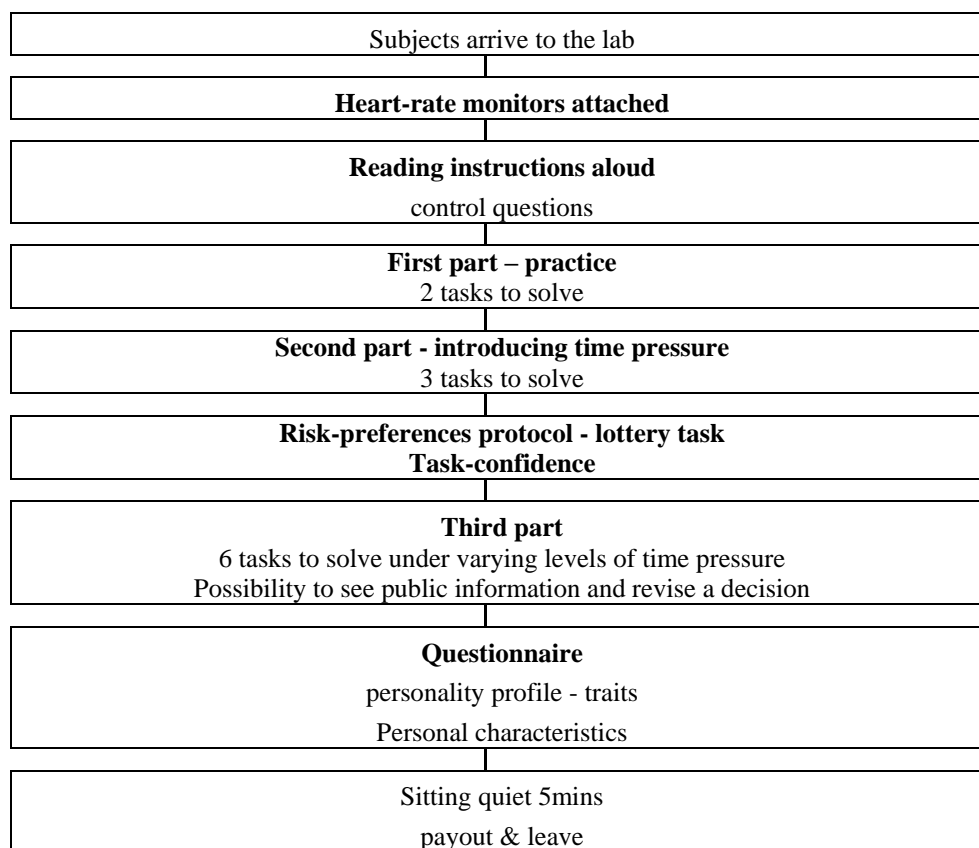 Subjects arrive to the lab
Heart-rate monitors attached
Reading instructions aloud
control questions
First part – practice
2 tasks to solve
Second part - introducing time pressure
3 tasks to solve
Risk-preferences protocol - lottery task
Task-confidence
Third part
6 tasks to solve under varying levels of time pressure
Possibility to see public information and revise a decision
Questionnaire
personality profile - traits
Personal characteristics
Sitting quiet 5mins
payout & leave